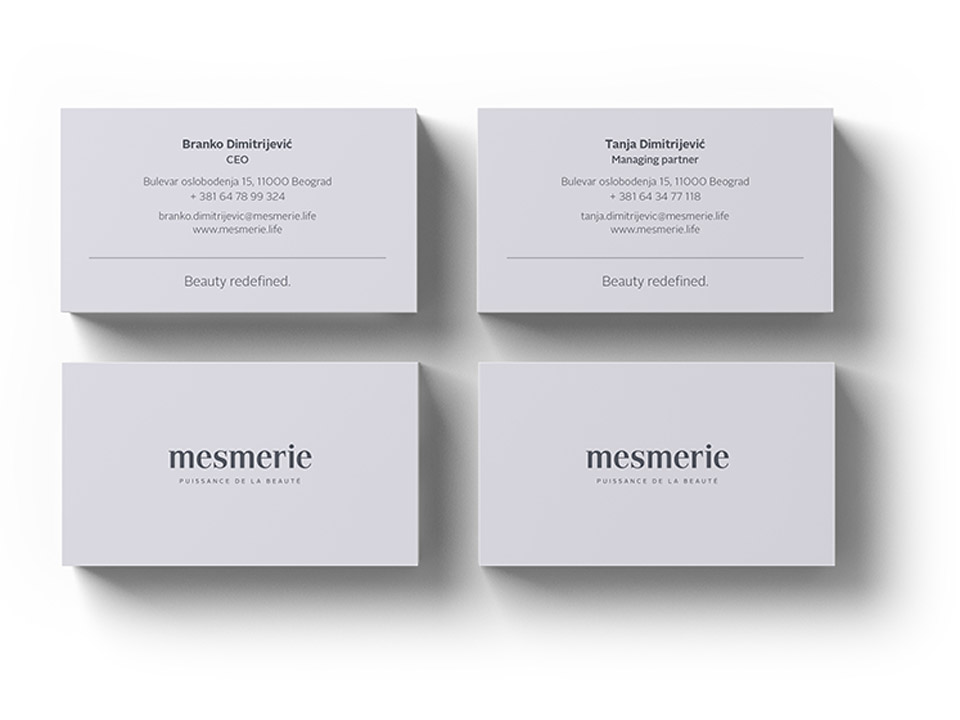 Branko Dimitrijević
CEO
Bulevar oslobođenja 15, 11000 Beograd
+ 381 64 78 99 324
branko.dimitrijevic@mesmerie.life
www.mesmerie.life
Beauty redefined.
Tanja Dimitrijević
Managing partner
Bulevar oslobođenja 15, 11000 Beograd
+ 381 64 34 77 118
tanja.dimitrijevic@mesmerie.life
www.mesmerie.life
Beauty redefined.
mesmerie
PUISSANCE DE LA BEAUTÉ
mesmerie
PUISSANCE DE LA BEAUTÉ